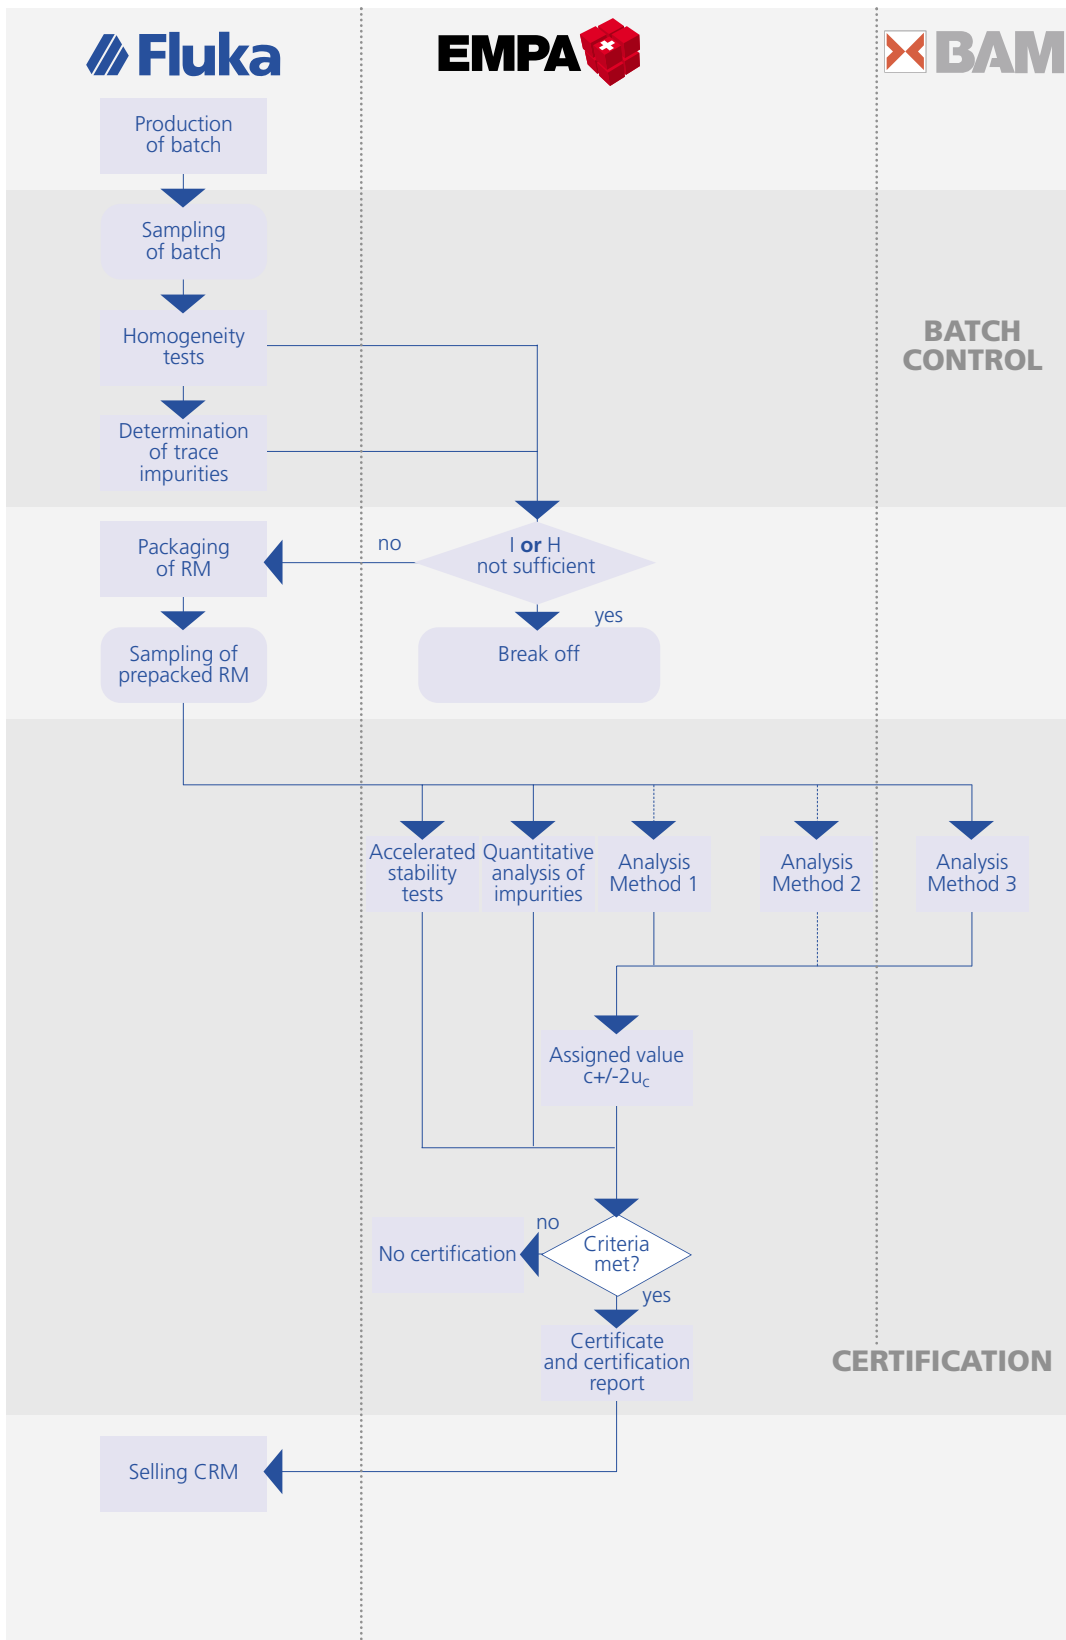 Fluka
EMPA
BAM
Production
of batch
Sampling
of batch
Homogeneity
tests
BATCH
CONTROL
Determination
of trace
impurities
Packaging
of RM
no
I or H
not sufficient
yes
Sampling of
prepacked RM
Break off
Accelerated
stability
tests
Quantitative
analysis of
impurities
Analysis
Method 1
Analysis
Method 2
Analysis
Method 3
Assigned value
c+/-2uc
no
No certification
Criteria
met?
yes
Certificate
and certification
report
CERTIFICATION
Selling CRM